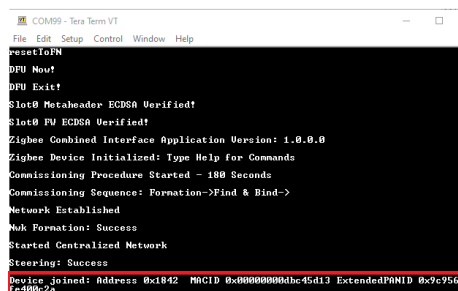 COM99 - Tera Term VT
File Edit Setup Control Window Help
resetToFN
DFU Now!
DFU Exit!
Slot0 Metaheader ECDSA Verified!
Slot0 FW ECDSA Verified!
Zigbee Combined Interface Application Version: 1.0.0.0
Zigbee Device Initialized: Type Help for Commands
Commissioning Procedure Started - 180 Seconds
Commissioning Sequence: Formation->Find & Bind->
Network Established
Nwk Formation: Success
Started Centralized Network
Steering: Success
Device joined: Address 0x1842 MACID 0x00000000dbc45d13 ExtendedPANID 0x9c956
fe400c2a